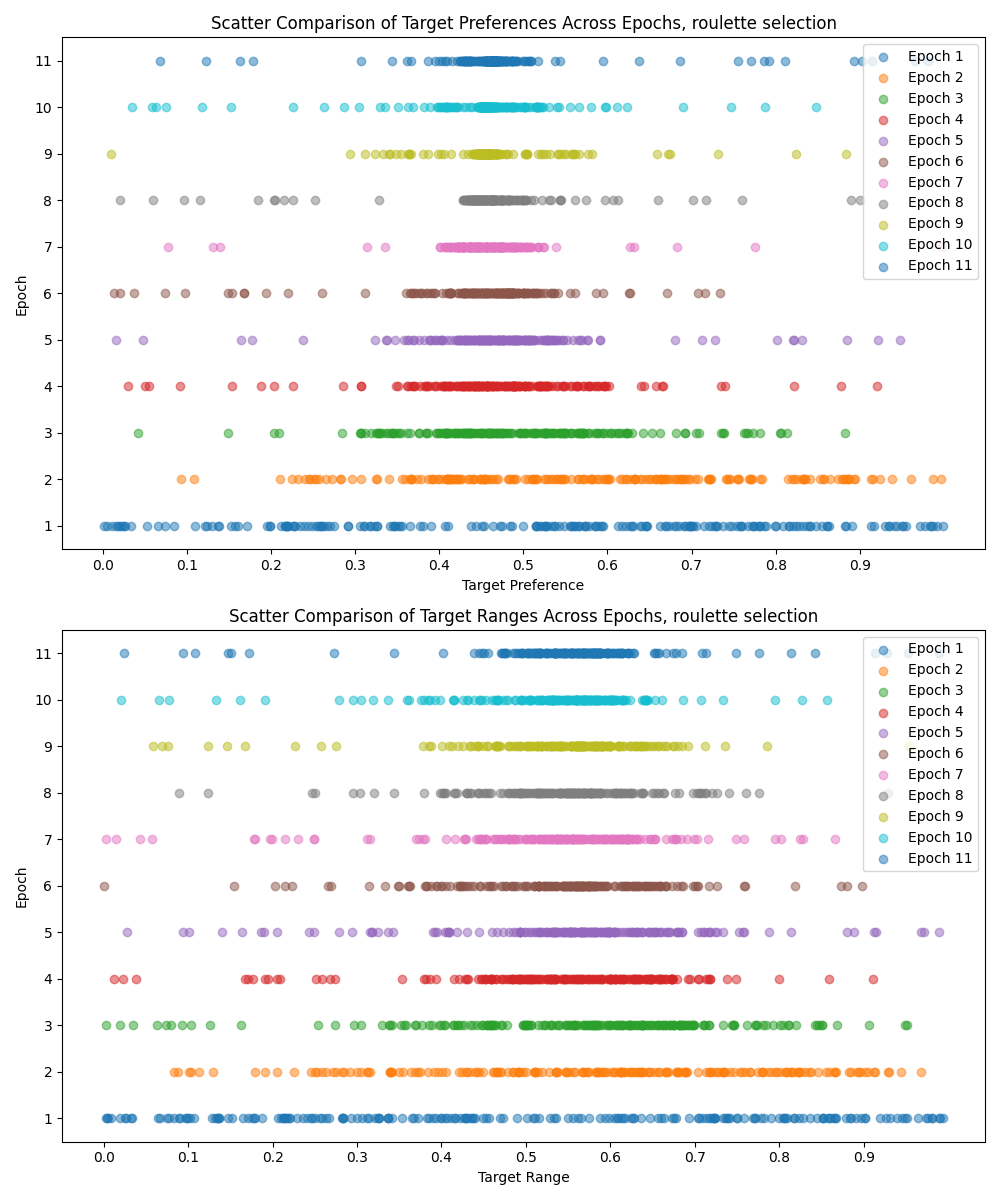 Scatter Comparison of Target Preferences Across Epochs, roulette selection
11
10
9
8
7
6
5
4
3
2
1
Epoch
0.0 0.1 0.2 0.3 0.4 0.5 0.6 0.7 0.8 0.9
Target Preference
Epoch 1
Epoch 2
Epoch 3
Epoch 4
Epoch 5
Epoch 6
Epoch 7
Epoch 8
Epoch 9
Epoch 10
Epoch 11
Scatter Comparison of Target Ranges Across Epochs, roulette selection
11
10
9
8
7
6
5
4
3
2
1
Epoch
0.0 0.1 0.2 0.3 0.4 0.5 0.6 0.7 0.8 0.9
Target Range
Epoch 1
Epoch 2
Epoch 3
Epoch 4
Epoch 5
Epoch 6
Epoch 7
Epoch 8
Epoch 9
Epoch 10
Epoch 11